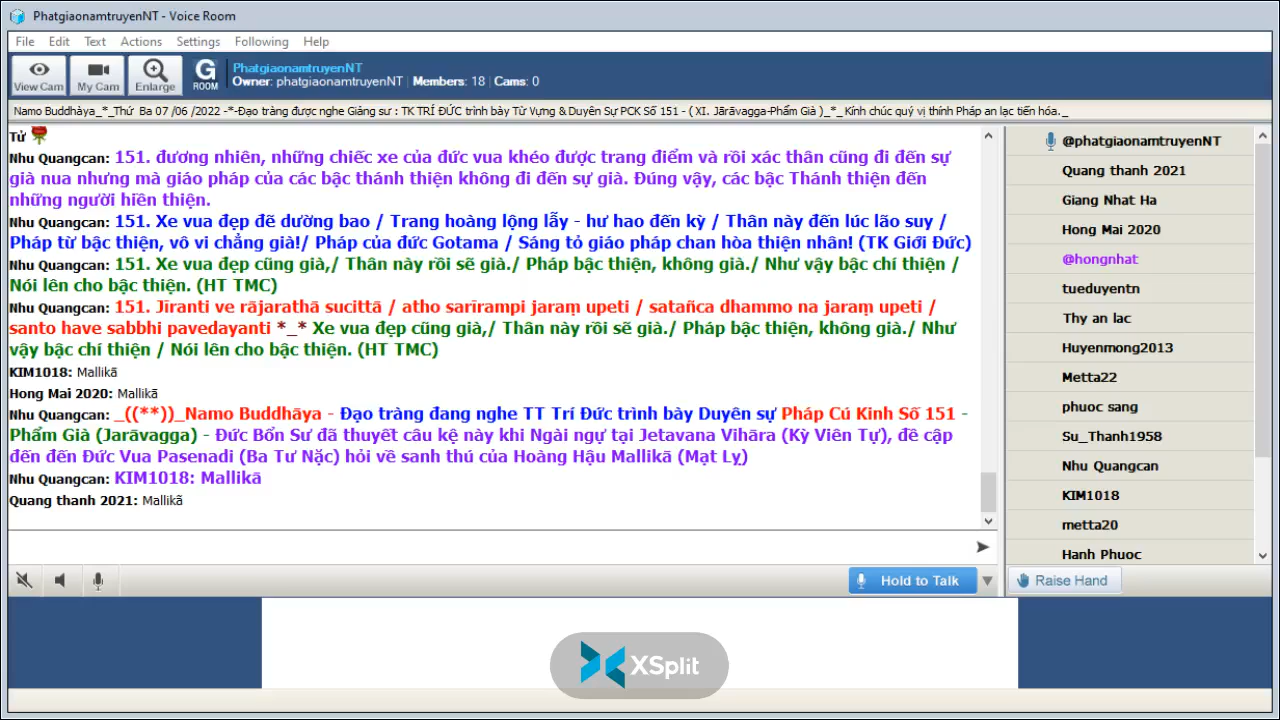 PhatgiaonamtruyenNT - Voice Room
File Edit Text Actions Settings Following Help
View Cam My Cam Enlarge G ROOM
PhatgiaonamtruyenNT
Owner: phatgiaonamtruyenNT | Members: 18 | Cams: 0
Namo Buddhàya_*_Thứ Ba 07 /06 /2022 -*-Đạo tràng được nghe Giảng sư : TK TRÍ ĐỨC trình bày Từ Vựng & Duyên Sự PCK Số 151 - ( XI. Jārāvagga-Phẩm Già )_*_ Kính chúc quý vị thính Pháp an lạc tiến hóa._
Tử
Nhu Quangcan: 151. đương nhiên, những chiếc xe của đức vua khéo được trang điểm và rồi xác thân cũng đi đến sự
già nua nhưng mà giáo pháp của các bậc thánh thiện không đi đến sự già. Đúng vậy, các bậc Thánh thiện đến
những người hiền thiện.
Nhu Quangcan: 151. Xe vua đẹp đẽ dường bao / Trang hoàng lộng lẫy - hư hao đến kỳ / Thân này đến lúc lão suy /
Pháp từ bậc thiện, vô vi chẳng già!/ Pháp của đức Gotama / Sáng tỏ giáo pháp chan hòa thiện nhân! (TK Giới Đức)
Nhu Quangcan: 151. Xe vua đẹp cũng già,/ Thân này rồi sẽ già./ Pháp bậc thiện, không già./ Như vậy bậc chí thiện /
Nói lên cho bậc thiện. (HT TMC)
Nhu Quangcan: 151. Jīranti ve rājarathā sucittā / atho sarīrampi jaraṃ upeti / satañca dhammo na jaraṃ upeti /
santo have sabbhi pavedayanti *_* Xe vua đẹp cũng già,/ Thân này rồi sẽ già./ Pháp bậc thiện, không già./ Như
vậy bậc chí thiện / Nói lên cho bậc thiện. (HT TMC)
KIM1018: Mallikā
Hong Mai 2020: Mallikā
Nhu Quangcan: _((**))_Namo Buddhāya - Đạo tràng đang nghe TT Trí Đức trình bày Duyên sự Pháp Cú Kinh Số 151 -
Phẩm Già (Jarāvagga) - Đức Bổn Sư đã thuyết câu kệ này khi Ngài ngự tại Jetavana Vihāra (Kỳ Viên Tự), đề cập
đến đến Đức Vua Pasenadi (Ba Tư Nặc) hỏi về sanh thú của Hoàng Hậu Mallikā (Mạt Lỵ)
Nhu Quangcan: KIM1018: Mallikā
Quang thanh 2021: Mallikã
@phatgiaonamtruyenNT
Quang thanh 2021
Giang Nhat Ha
Hong Mai 2020
@hongnhat
tueduyentn
Thy an lac
Huyenmong2013
Metta22
phuoc sang
Su_Thanh1958
Nhu Quangcan
KIM1018
metta20
Hanh Phuoc
Hold to Talk
Raise Hand
XSplit